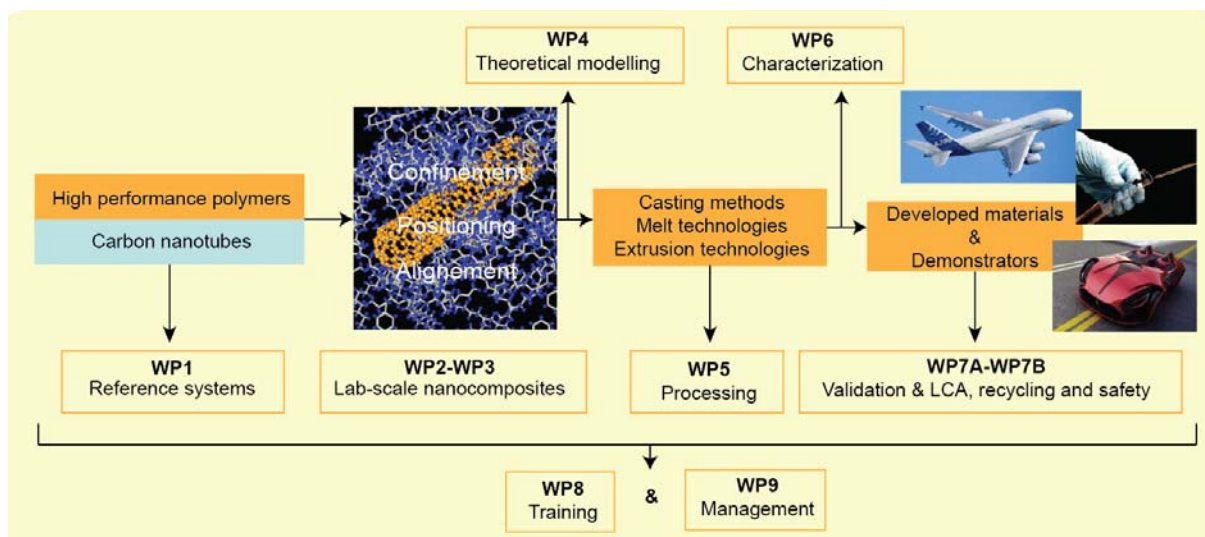 WP4
Theoretical modelling
WP6
Characterization
High performance polymers
Carbon nanotubes
Confinement
Positioning
Alignement
Casting methods
Melt technologies
Extrusion technologies
Developed materials
&
Demonstrators
WP1
Reference systems
WP2-WP3
Lab-scale nanocomposites
WP5
Processing
WP7A-WP7B
Validation & LCA, recycling and safety
WP8
Training
&
WP9
Management